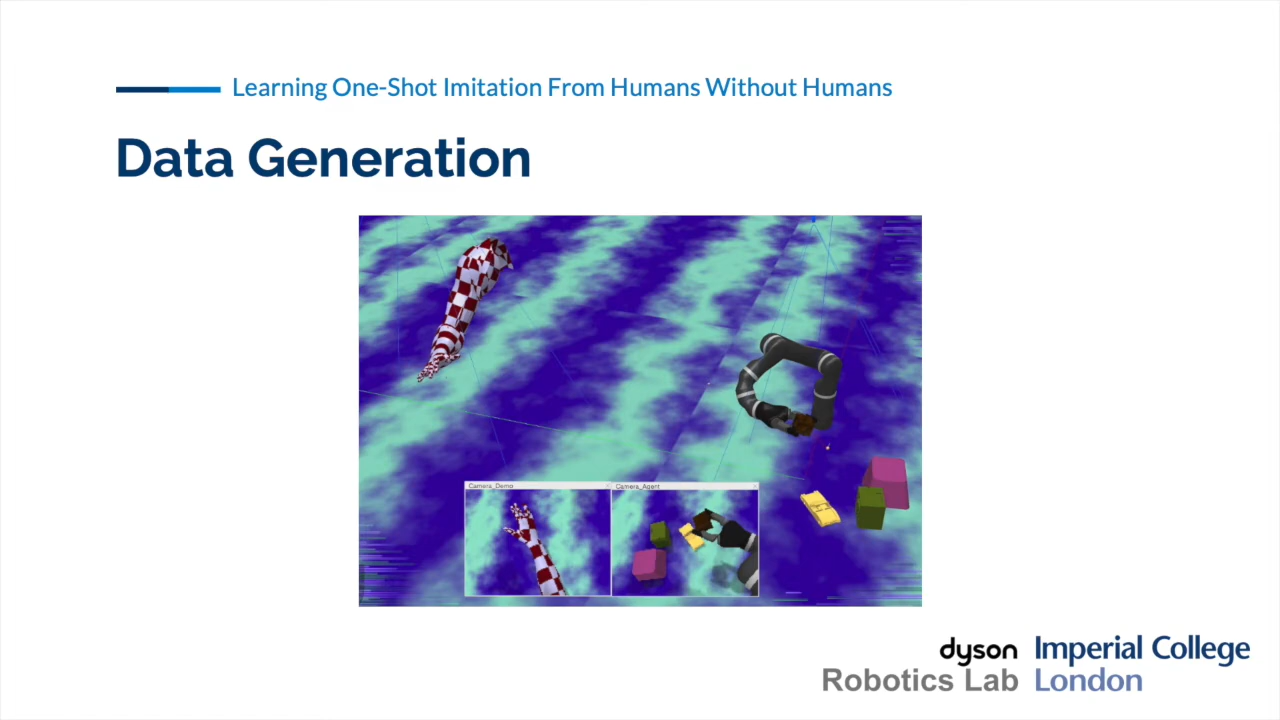 Learning One-Shot Imitation From Humans Without Humans
Data Generation
Camera_Demo
Camera_Agent
dyson
Robotics Lab
Imperial College
London